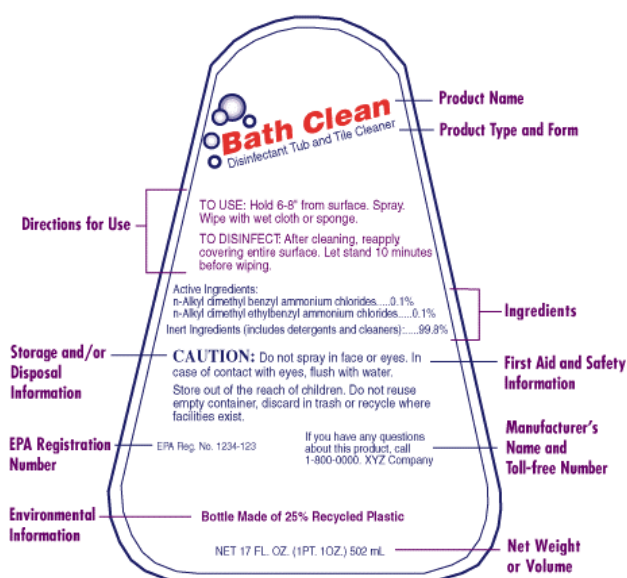 Bath Clean
Product Name
Disinfectant Tub and Tile Cleaner
Product Type and Form
Directions for Use
TO USE: Hold 6-8" from surface. Spray.
Wipe with wet cloth or sponge.
TO DISINFECT: After cleaning, reapply,
covering entire surface. Let stand 10 minutes
before wiping.
Active Ingredients:
n-Alkyl dimethyl benzyl ammonium chlorides.....0.1%
n-Alkyl dimethyl ethylbenzyl ammonium chlorides.....0.1%
Inert Ingredients (includes detergents and cleaners):.....99.8%
Ingredients
Storage and/or
Disposal
Information
CAUTION: Do not spray in face or eyes. In
case of contact with eyes, flush with water.
Store out of the reach of children. Do not reuse
empty container, discard in trash or recycle where
facilities exist.
First Aid and Safety
Information
EPA Registration
Number
EPA Reg. No. 1234-123
If you have any questions
about this product, call
1-800-0000. XYZ Company
Manufacturer's
Name and
Toll-free Number
Environmental
Information
Bottle Made of 25% Recycled Plastic
NET 17 FL. OZ. (1PT. 1OZ.) 502 mL
Net Weight
or Volume